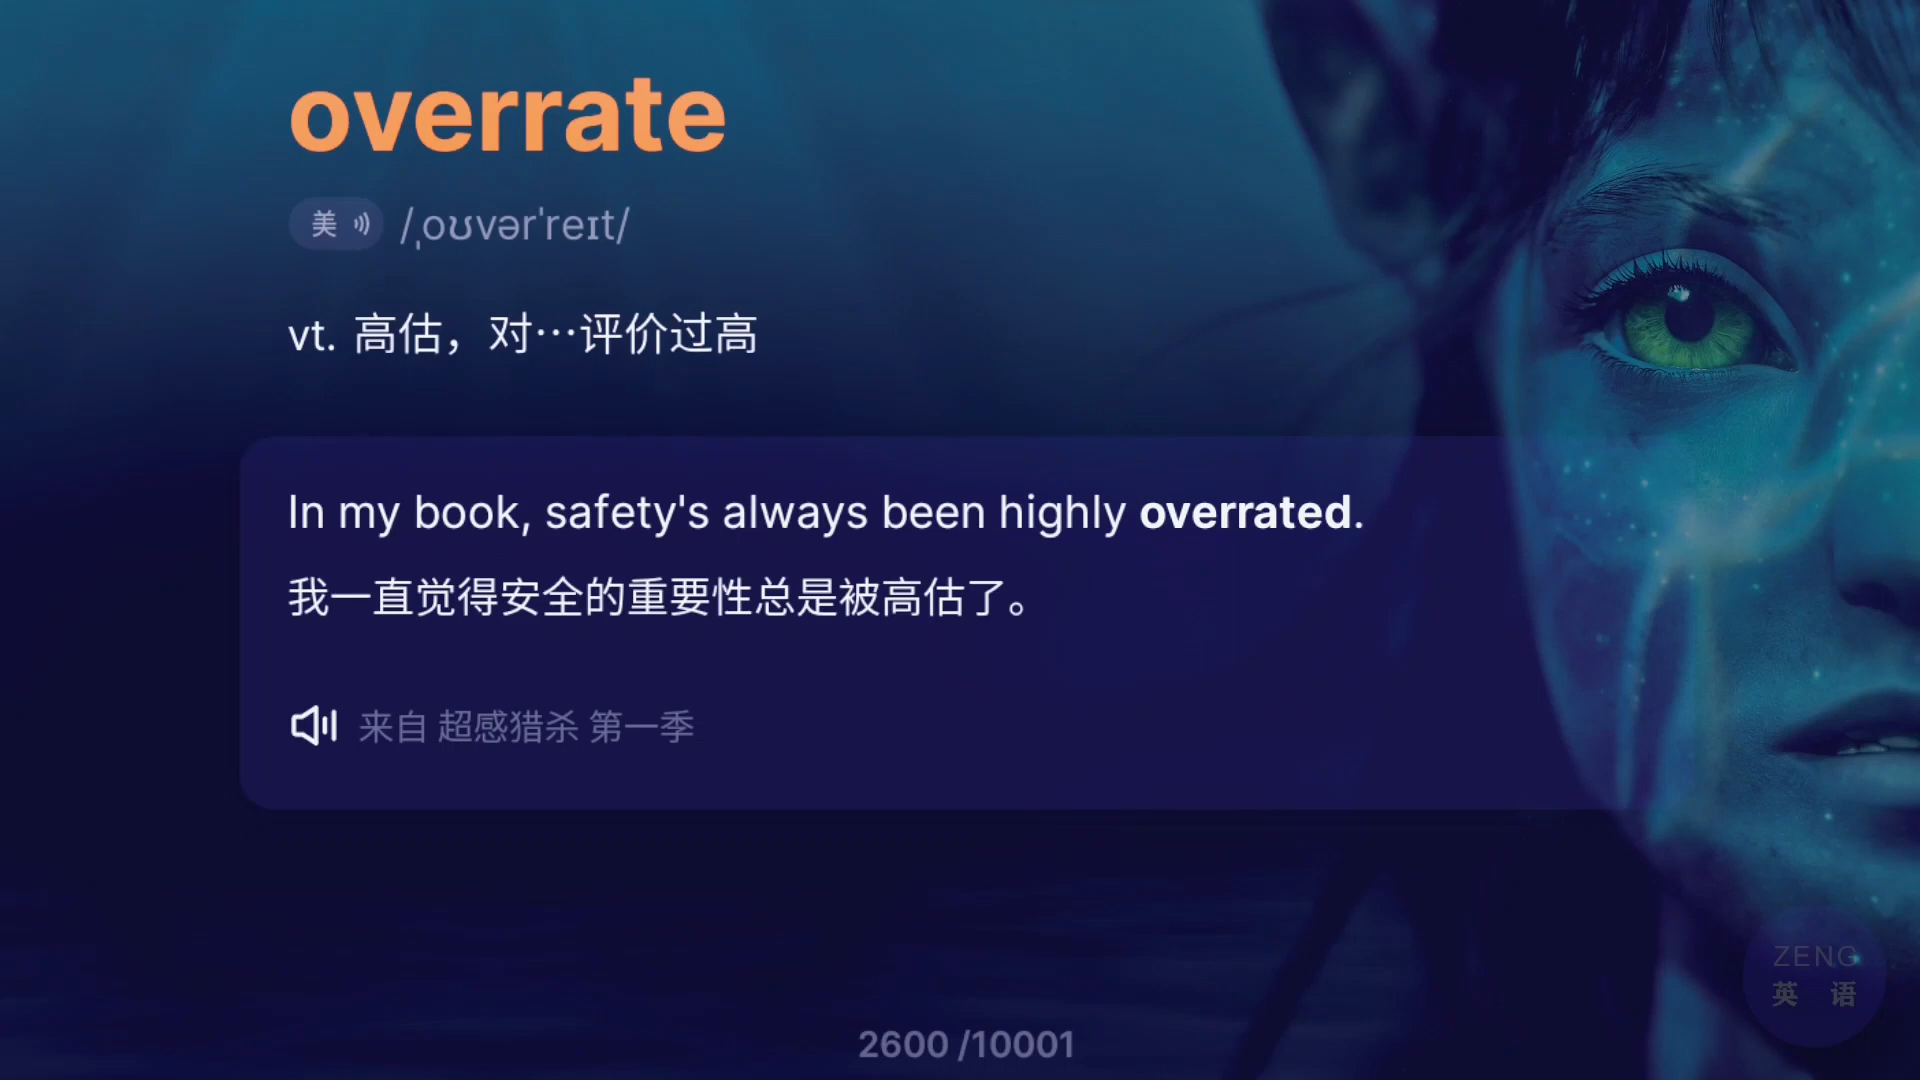 overrate
美 /ˌoʊvərˈreɪt/
vt. 高估，对…评价过高
In my book, safety's always been highly overrated.
我一直觉得安全的重要性总是被高估了。
来自 超感猎杀 第一季
ZENG
英 语
2600 /10001